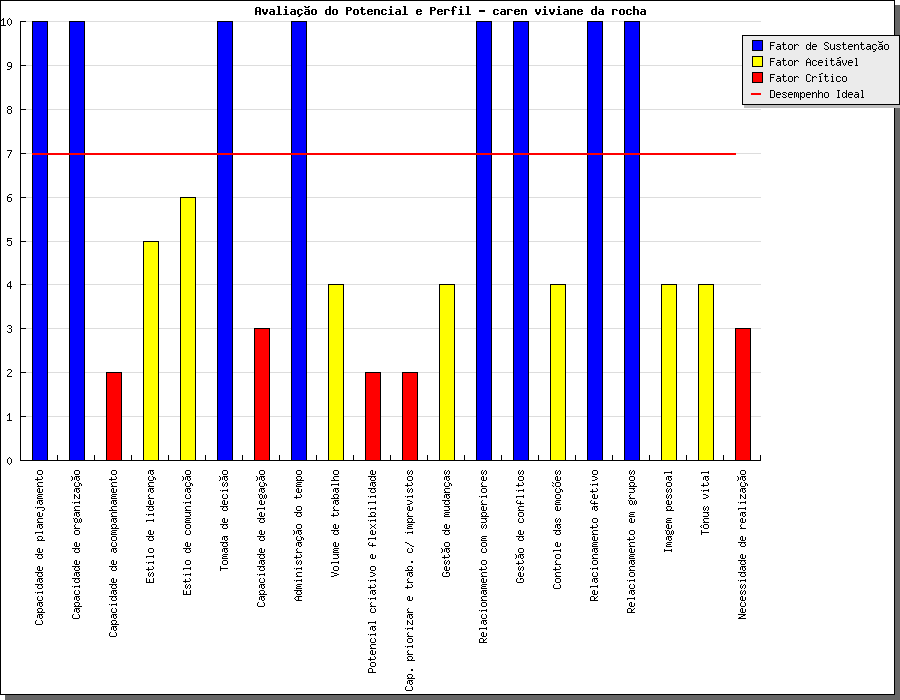 Avaliação do Potencial e Perfil - caren viviane da rocha
Fator de Sustentação
Fator Aceitável
Fator Crítico
Desempenho Ideal
10
9
8
7
6
5
4
3
2
1
0
Capacidade de planejamento
Capacidade de organização
Capacidade de acompanhamento
Estilo de liderança
Estilo de comunicação
Tomada de decisão
Capacidade de delegação
Administração do tempo
Volume de trabalho
Potencial criativo e flexibilidade
Cap. priorizar e trab. c/ imprevistos
Gestão de mudanças
Relacionamento com superiores
Gestão de conflitos
Controle das emoções
Relacionamento afetivo
Relacionamento em grupos
Imagem pessoal
Tônus vital
Necessidade de realização